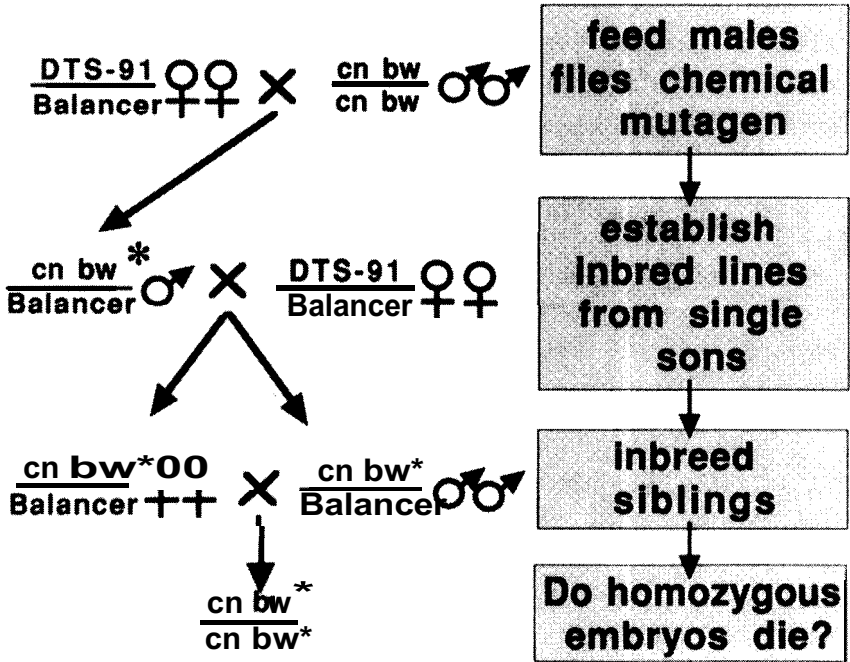 DTS-91
Balancer
cn bw
cn bw
feed males
flies chemical
mutagen
cn bw*
Balancer
DTS-91
Balancer
establish
inbred lines
from single
sons
cn bw*00
Balancer
cn bw*
Balancer
inbreed
siblings
cn bw*
cn bw*
Do homozygous
embryos die?